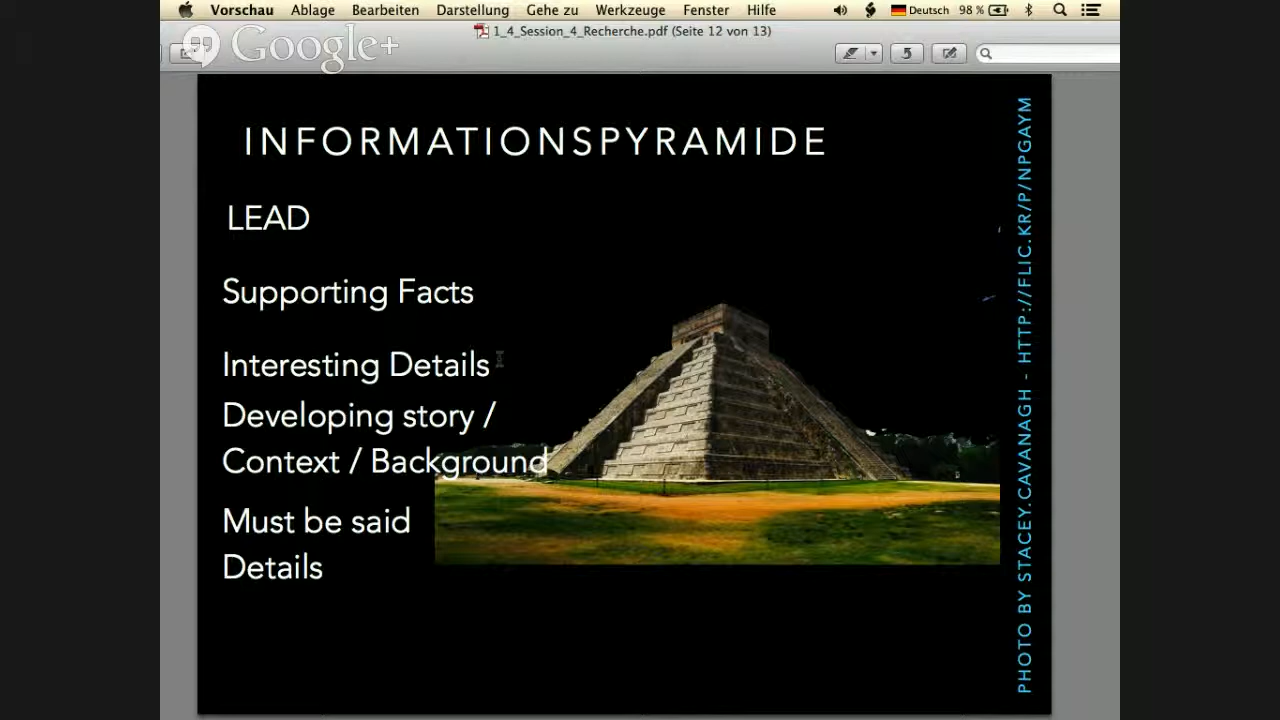 Vorschau Ablage Bearbeiten Darstellung Gehe zu Werkzeuge Fenster Hilfe Deutsch 98 %
Google+
1_4_Session_4_Recherche.pdf (Seite 12 von 13)
INFORMATIONSPYRAMIDE
LEAD
Supporting Facts
Interesting Details
Developing story /
Context / Background
Must be said
Details
PHOTO BY STACEY.CAVANAGH - HTTP://FLIC.KR/P/NPGAYM